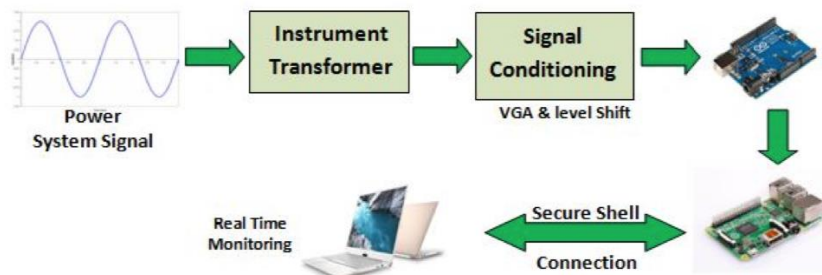 Instrument
Transformer
Signal
Conditioning
Power
System Signal
VGA & level Shift
Real Time
Monitoring
Secure Shell
Connection